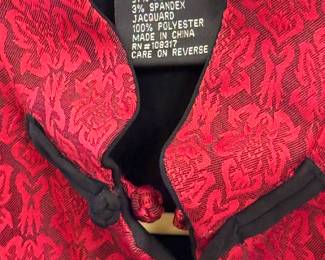 3% SPANDEX
JACQUARD
100% POLYESTER
MADE IN CHINA
RN#108317
CARE ON REVERSE